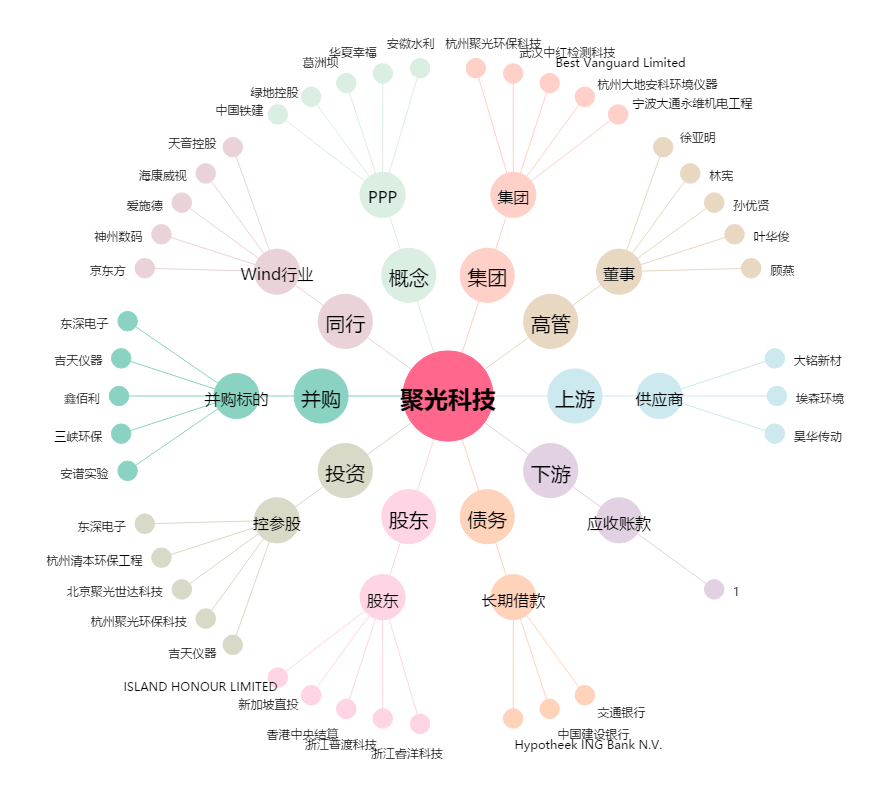 安徽水利
杭州聚光环保科技
华夏幸福
武汉中红检测科技
葛洲坝
Best Vanguard Limited
绿地控股
杭州大地安科环境仪器
中国铁建
宁波大通永维机电工程
天音控股
徐亚明
海康威视
林宪
PPP
集团
爱施德
孙优贤
神州数码
叶华俊
京东方
顾燕
Wind行业
概念
集团
董事
同行
高管
东深电子
吉天仪器
大铭新材
鑫佰利
并购标的
并购
聚光科技
上游
供应商
埃森环境
三峡环保
昊华传动
安谱实验
投资
下游
东深电子
控参股
股东
债务
应收账款
杭州清本环保工程
北京聚光世达科技
1
股东
长期借款
杭州聚光环保科技
吉天仪器
ISLAND HONOUR LIMITED
新加坡直投
交通银行
香港中央结算
中国建设银行
浙江普渡科技
Hypotheek ING Bank N.V.
浙江睿洋科技